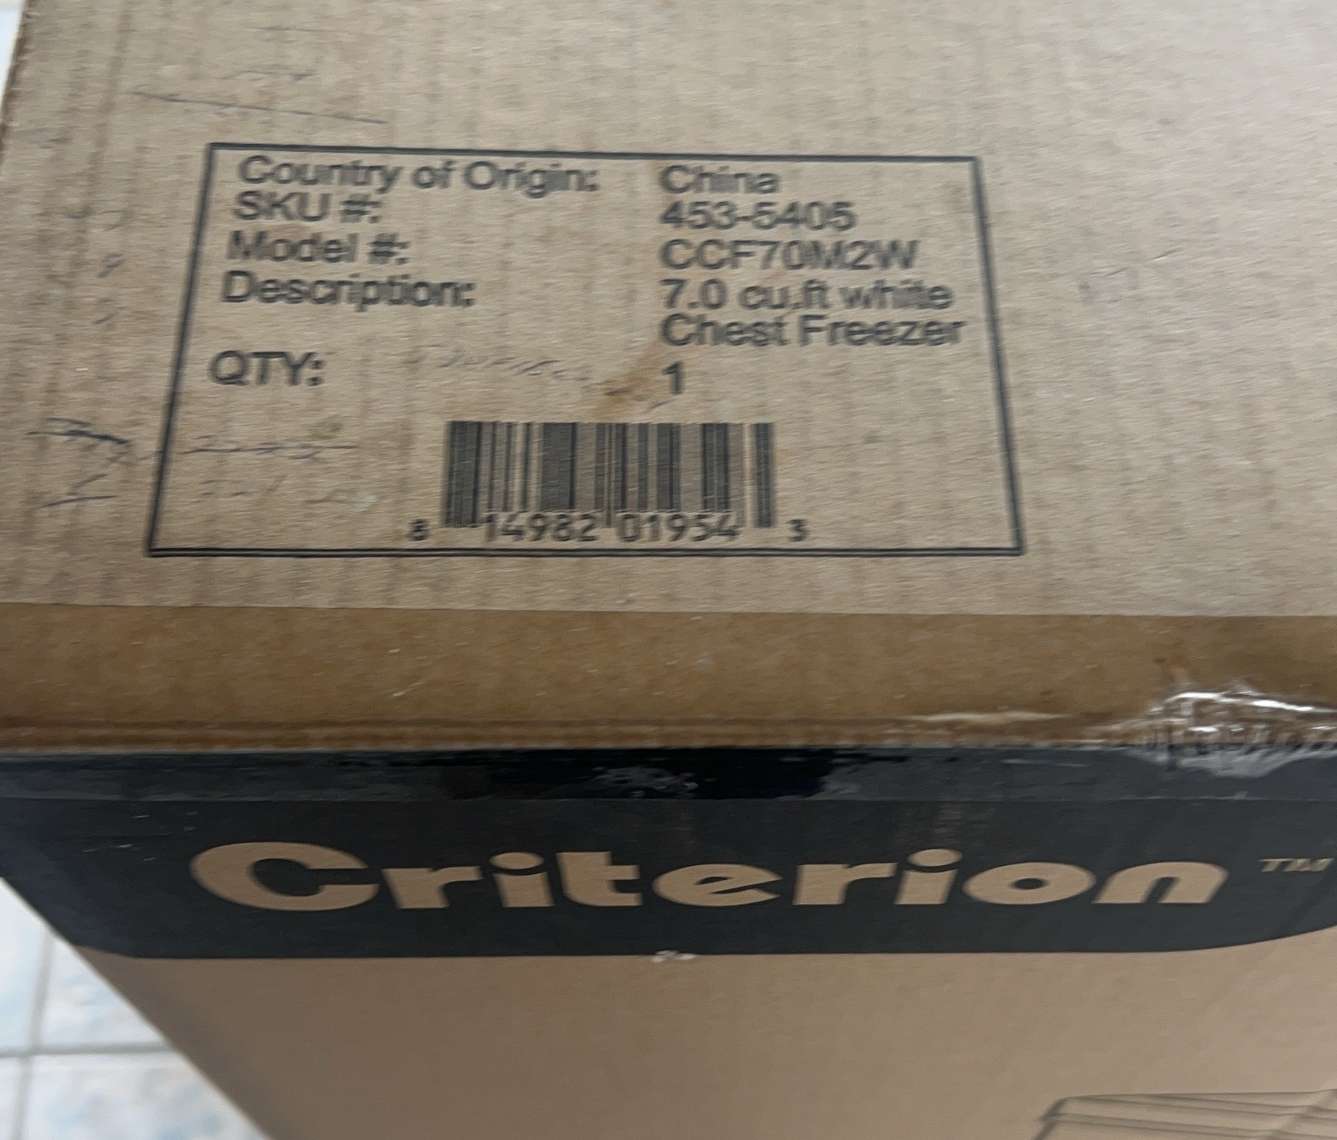 Country of Origin: China
SKU #: 453-5405
Model #: CCF70M2W
Description: 7.0 cu.ft white
Chest Freezer
QTY: 1
8 14982 01954 3
Criterion™